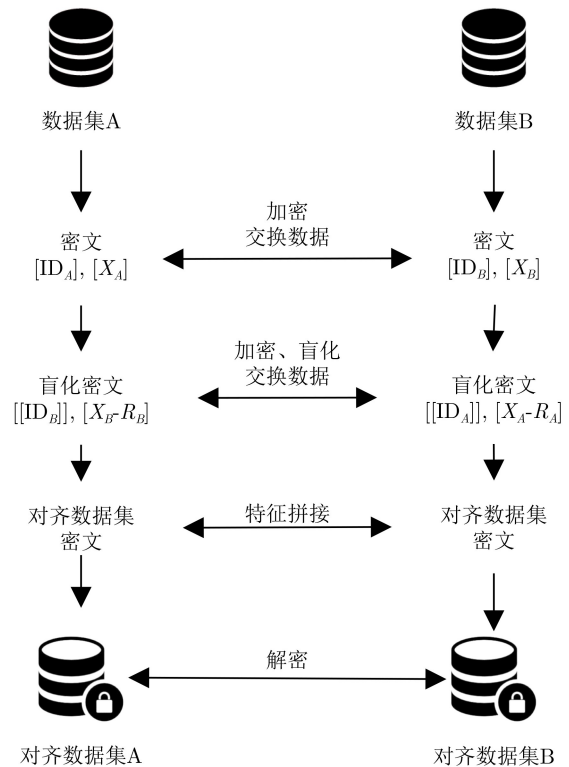 数据集A
数据集B
加密
交换数据
密文
[ID_A], [X_A]
密文
[ID_B], [X_B]
加密、盲化
交换数据
盲化密文
[[ID_B]], [X_B-R_B]
盲化密文
[[ID_A]], [X_A-R_A]
特征拼接
对齐数据集
密文
对齐数据集
密文
解密
对齐数据集A
对齐数据集B